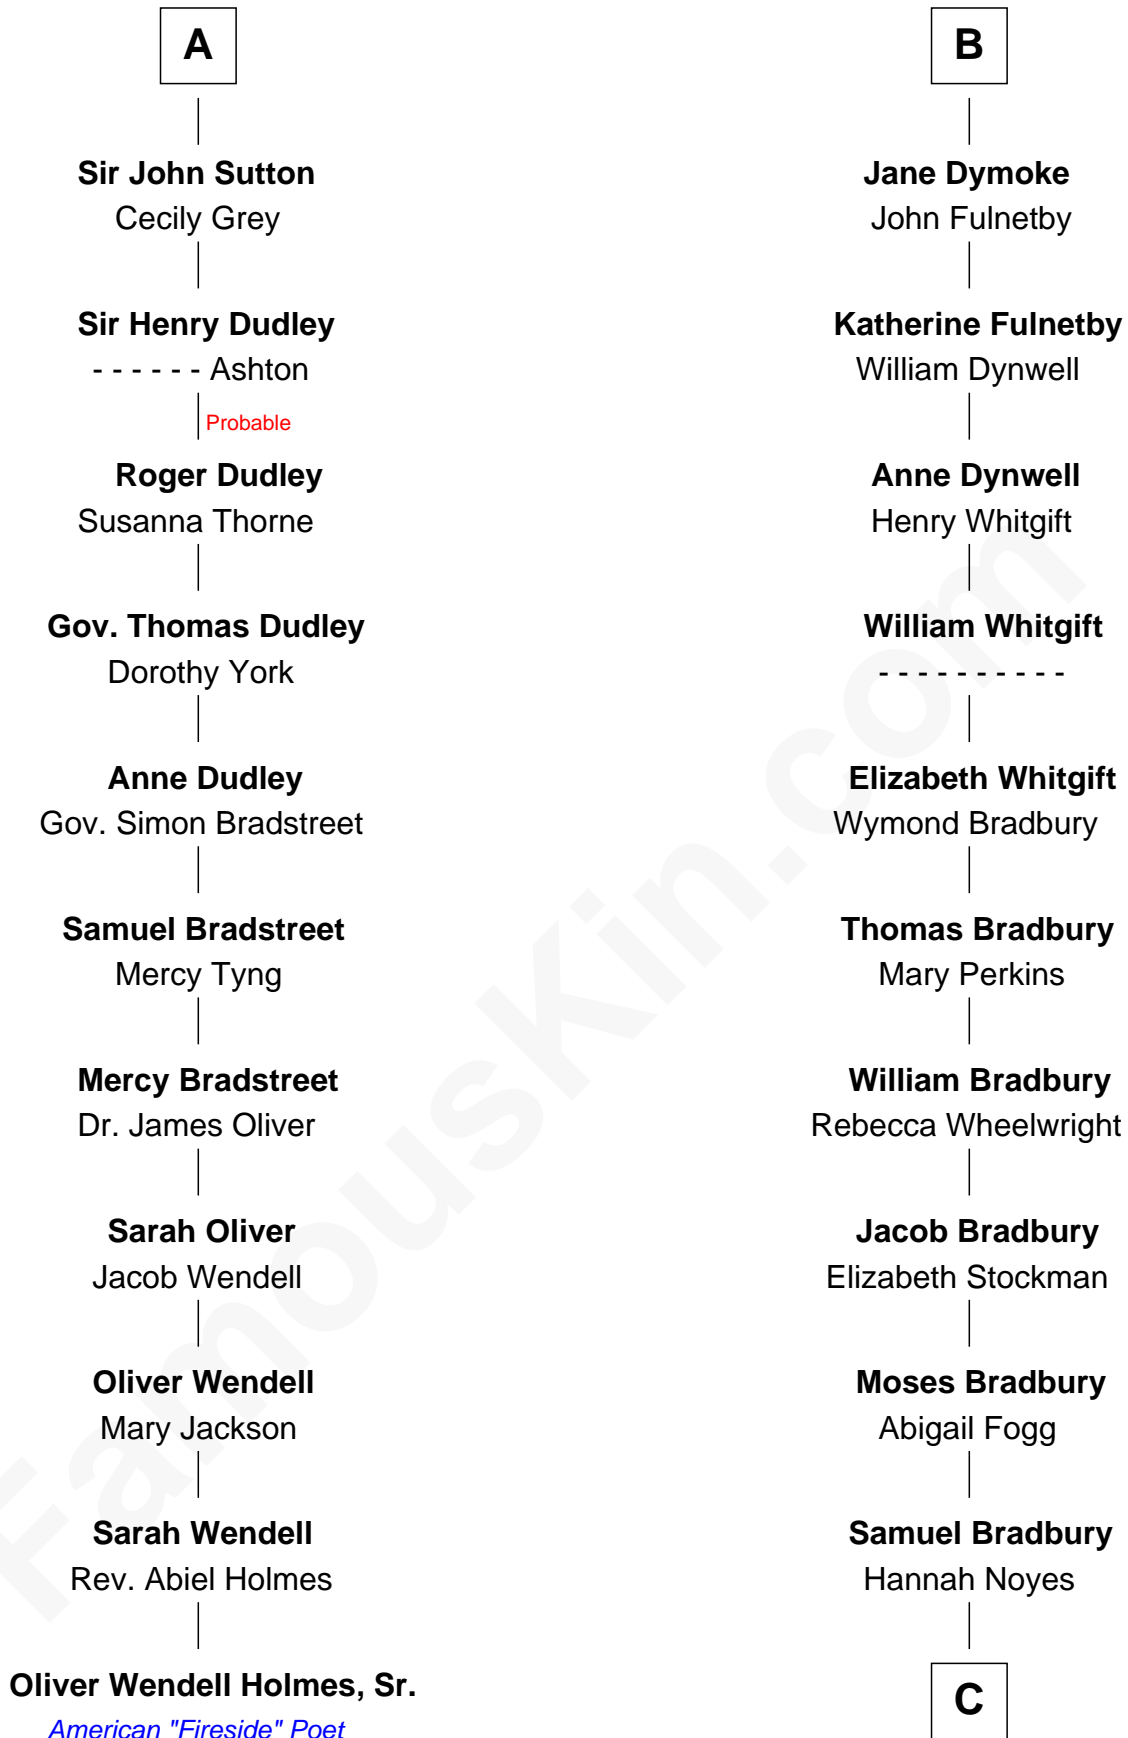 A
Sir John Sutton
Cecily Grey
Sir Henry Dudley
- - - - - - Ashton
Probable
Roger Dudley
Susanna Thorne
Gov. Thomas Dudley
Dorothy York
Anne Dudley
Gov. Simon Bradstreet
Samuel Bradstreet
Mercy Tyng
Mercy Bradstreet
Dr. James Oliver
Sarah Oliver
Jacob Wendell
Oliver Wendell
Mary Jackson
Sarah Wendell
Rev. Abiel Holmes
Oliver Wendell Holmes, Sr.
American "Fireside" Poet
B
Jane Dymoke
John Fulnetby
Katherine Fulnetby
William Dynwell
Anne Dynwell
Henry Whitgift
William Whitgift
- - - - - - - - - -
Elizabeth Whitgift
Wymond Bradbury
Thomas Bradbury
Mary Perkins
William Bradbury
Rebecca Wheelwright
Jacob Bradbury
Elizabeth Stockman
Moses Bradbury
Abigail Fogg
Samuel Bradbury
Hannah Noyes
C
FamousKin.com